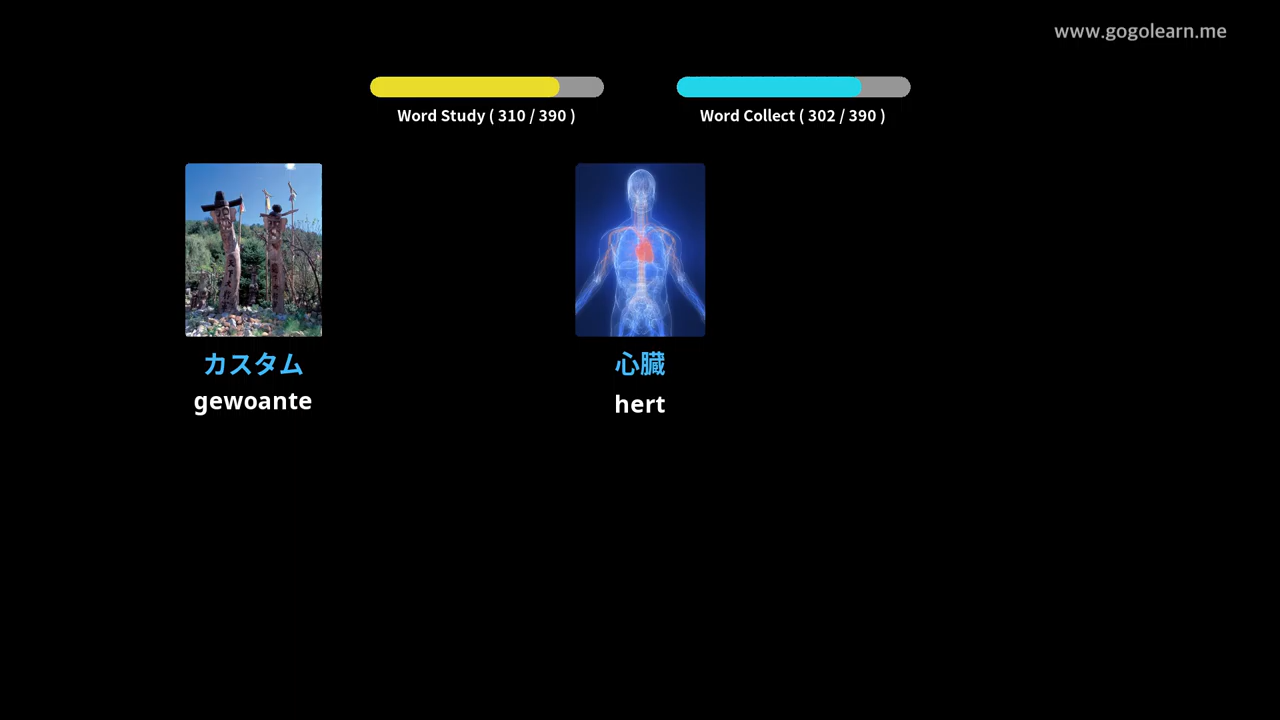 www.gogolearn.me
Word Study ( 310 / 390 )
Word Collect ( 302 / 390 )
カスタム
gewoante
心臓
hert